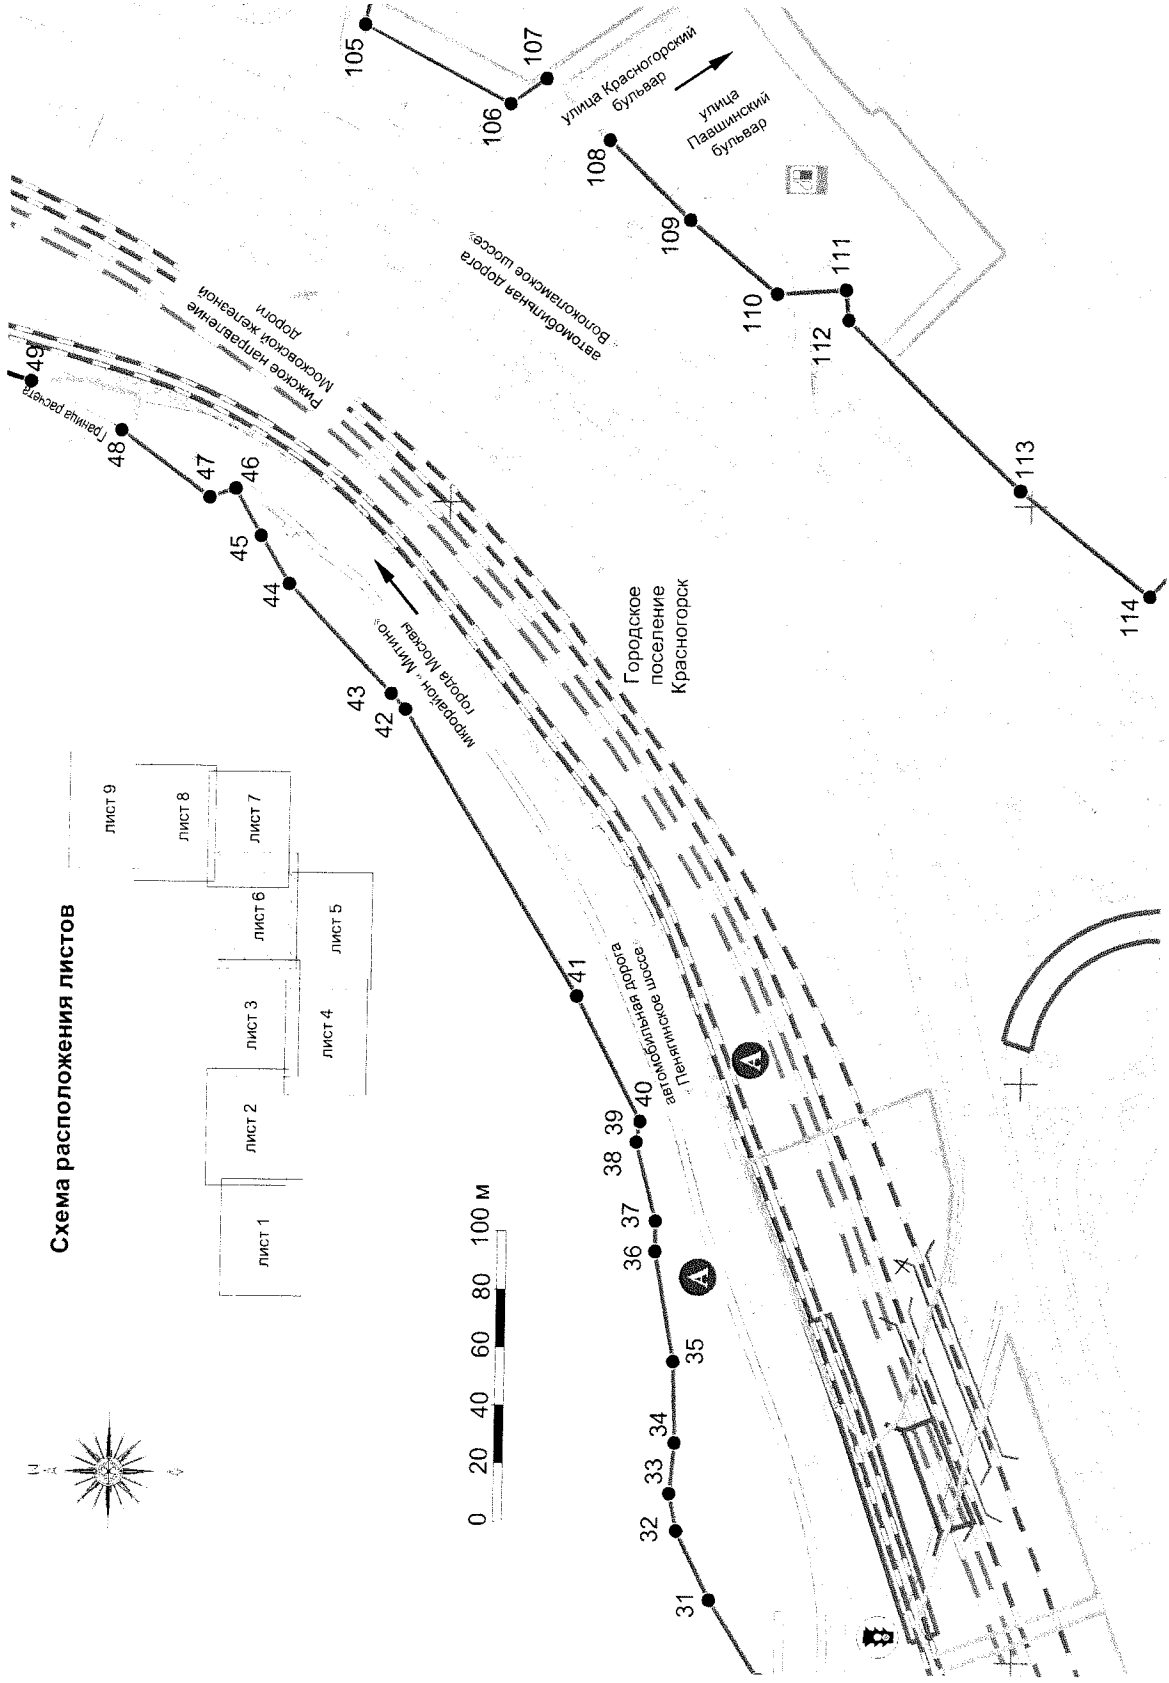 Схема расположения листов
лист 1
лист 2
лист 3
лист 4
лист 5
лист 6
лист 7
лист 8
лист 9
0 20 40 60 80 100 м
31
32
33
34
35
36
37
38
39
40
41
42
43
44
45
46
47
48
49
Граница расчета
мкрорайон « Митино»
города Москвы
автомобильная дорога
"Пенягинское шоссе"
Рижское направление
Московской железной
дороги
автомобильная дорога
" Волоколамское шоссе»
Городское
поселение
Красногорск
улица Красногорский
бульвар
улица
Павшинский
бульвар
105
106
107
108
109
110
111
112
113
114
А
А